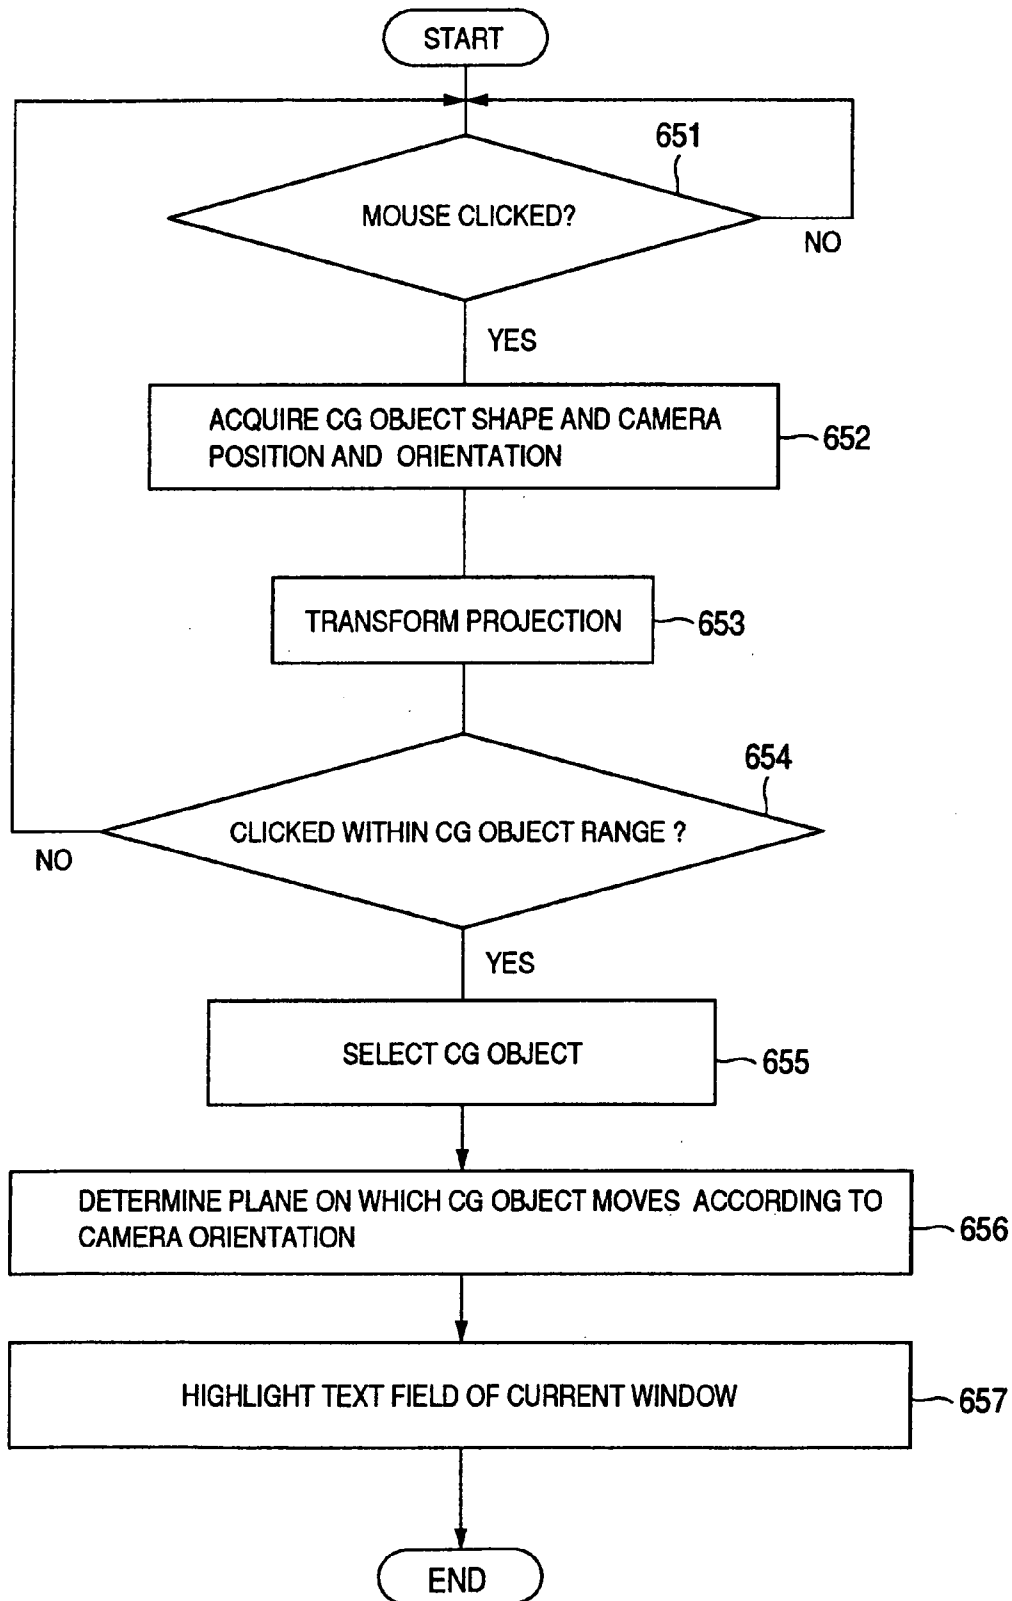 START
651
MOUSE CLICKED?
NO
YES
ACQUIRE CG OBJECT SHAPE AND CAMERA
POSITION AND ORIENTATION
652
TRANSFORM PROJECTION
653
654
CLICKED WITHIN CG OBJECT RANGE ?
NO
YES
SELECT CG OBJECT
655
DETERMINE PLANE ON WHICH CG OBJECT MOVES ACCORDING TO
CAMERA ORIENTATION
656
HIGHLIGHT TEXT FIELD OF CURRENT WINDOW
657
END